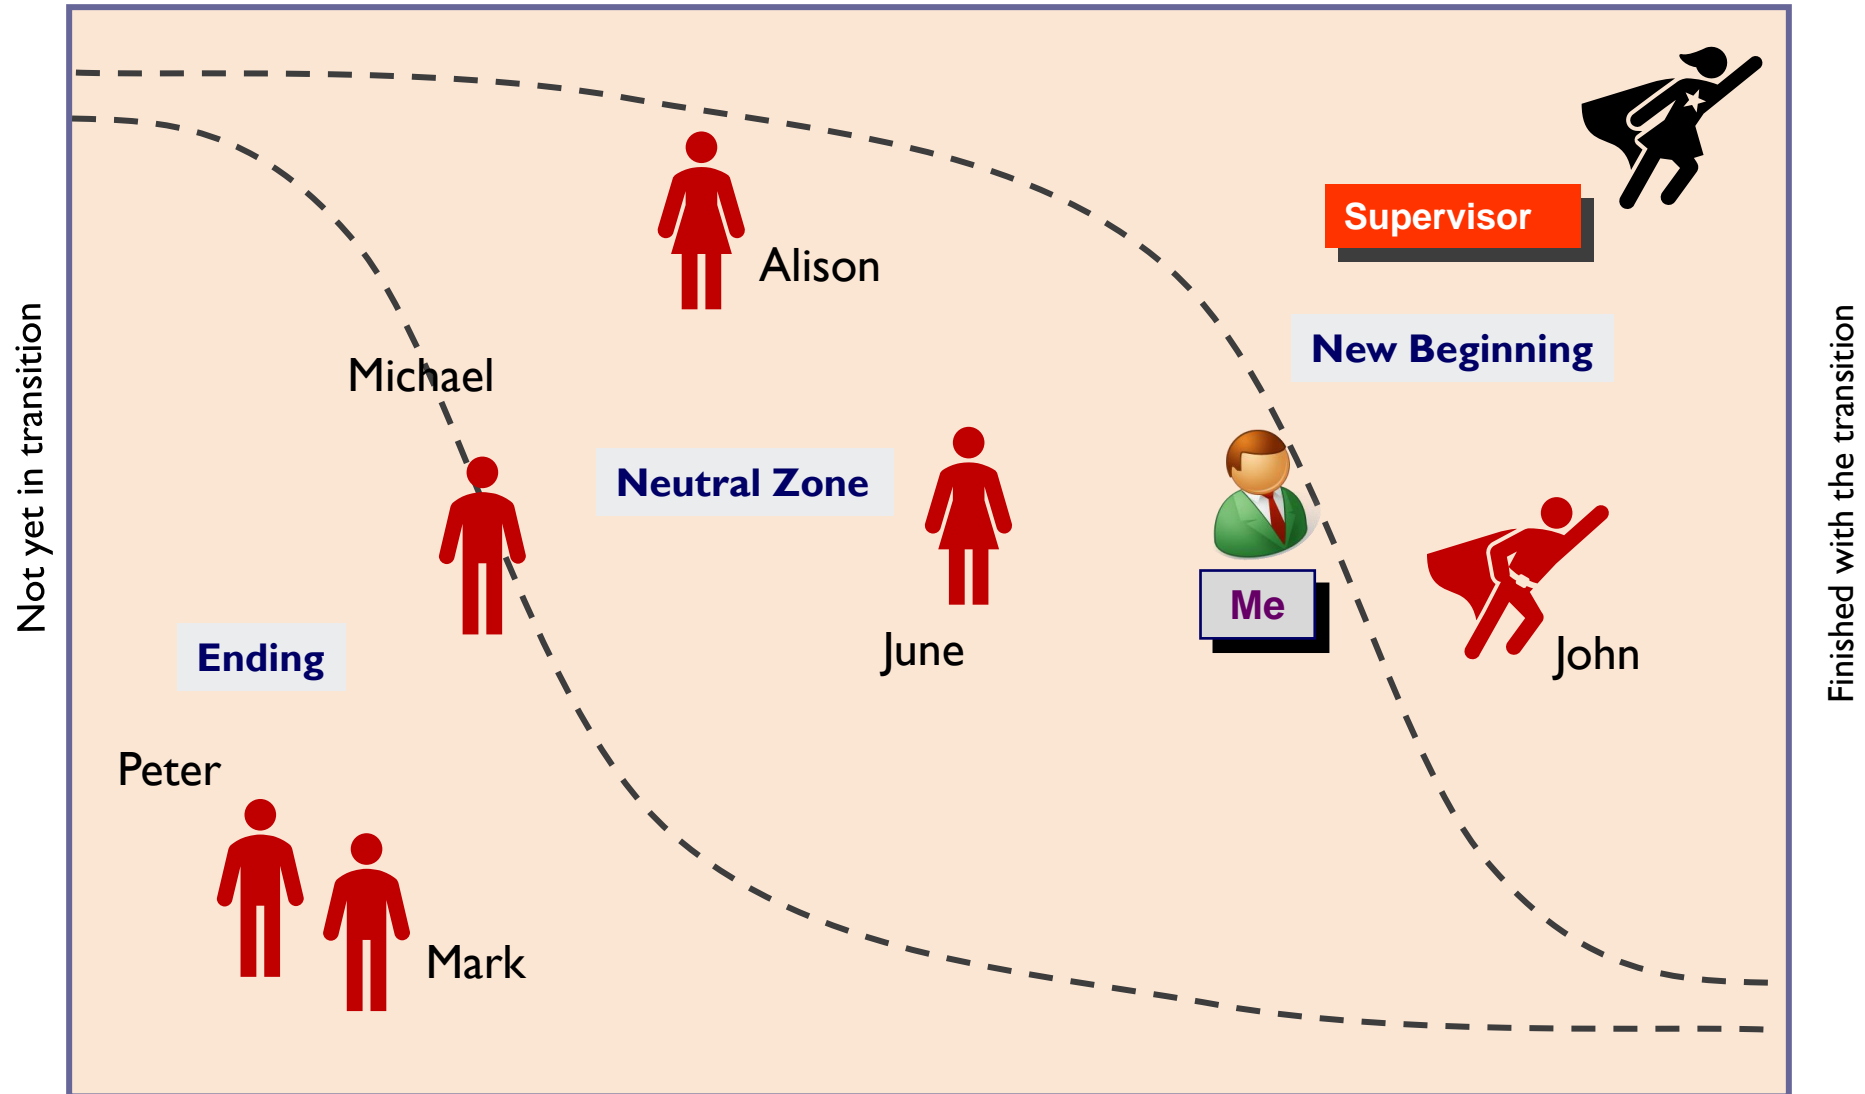 Not yet in transition
Supervisor
Alison
New Beginning
Michael
Neutral Zone
Me
June
John
Ending
Peter
Mark
Finished with the transition